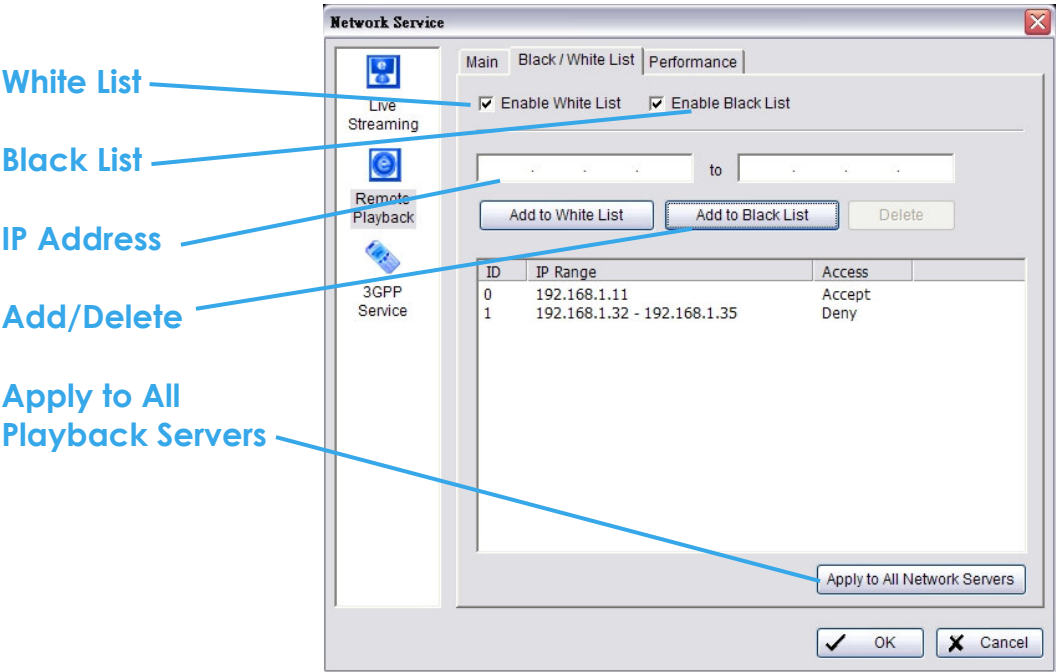 Network Service
White List
Black List
IP Address
Add/Delete
Apply to All
Playback Servers
Live
Streaming
Remote
Playback
3GPP
Service
Main Black / White List Performance
Enable White List Enable Black List
. . . to . . .
Add to White List Add to Black List Delete
ID IP Range Access
0 192.168.1.11 Accept
1 192.168.1.32 - 192.168.1.35 Deny
Apply to All Network Servers
OK Cancel